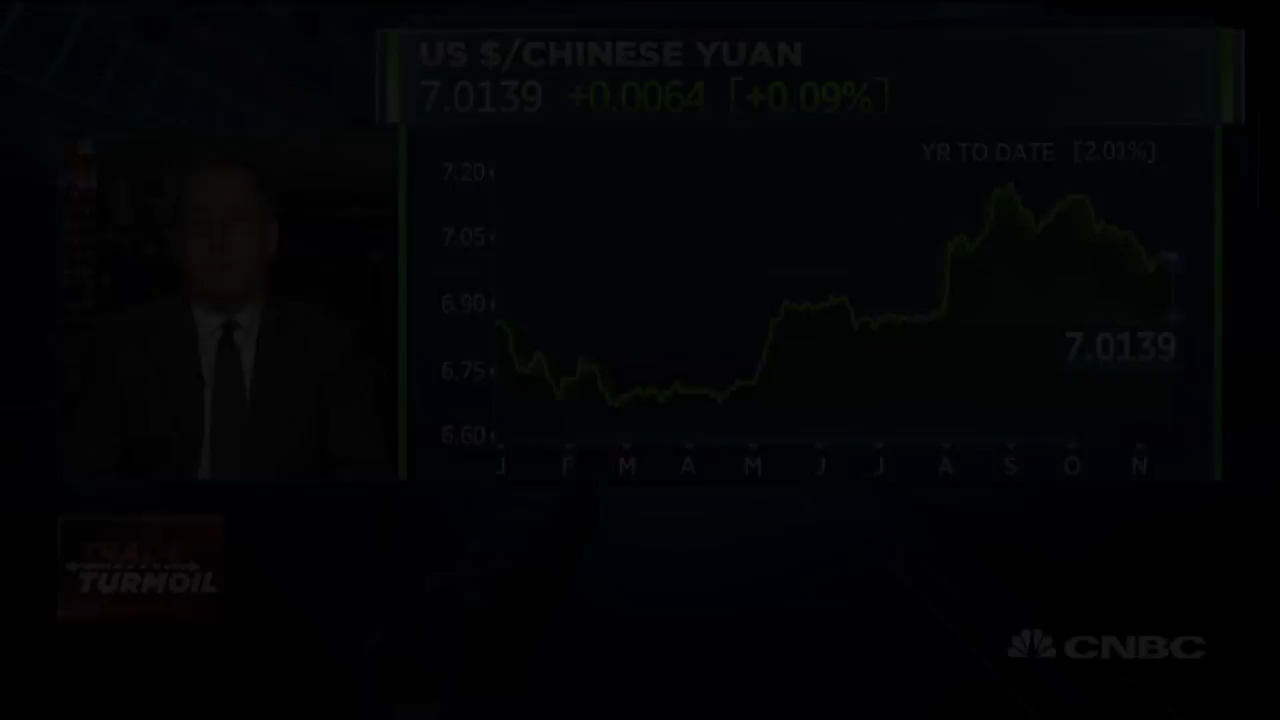 US $/CHINESE YUAN
7.0139 +0.0064 [+0.09%]
YR TO DATE [2.01%]
7.20
7.05
6.90
6.75
6.60
7.0139
J F M A M J J A S O N
TRADE
TURMOIL
CNBC